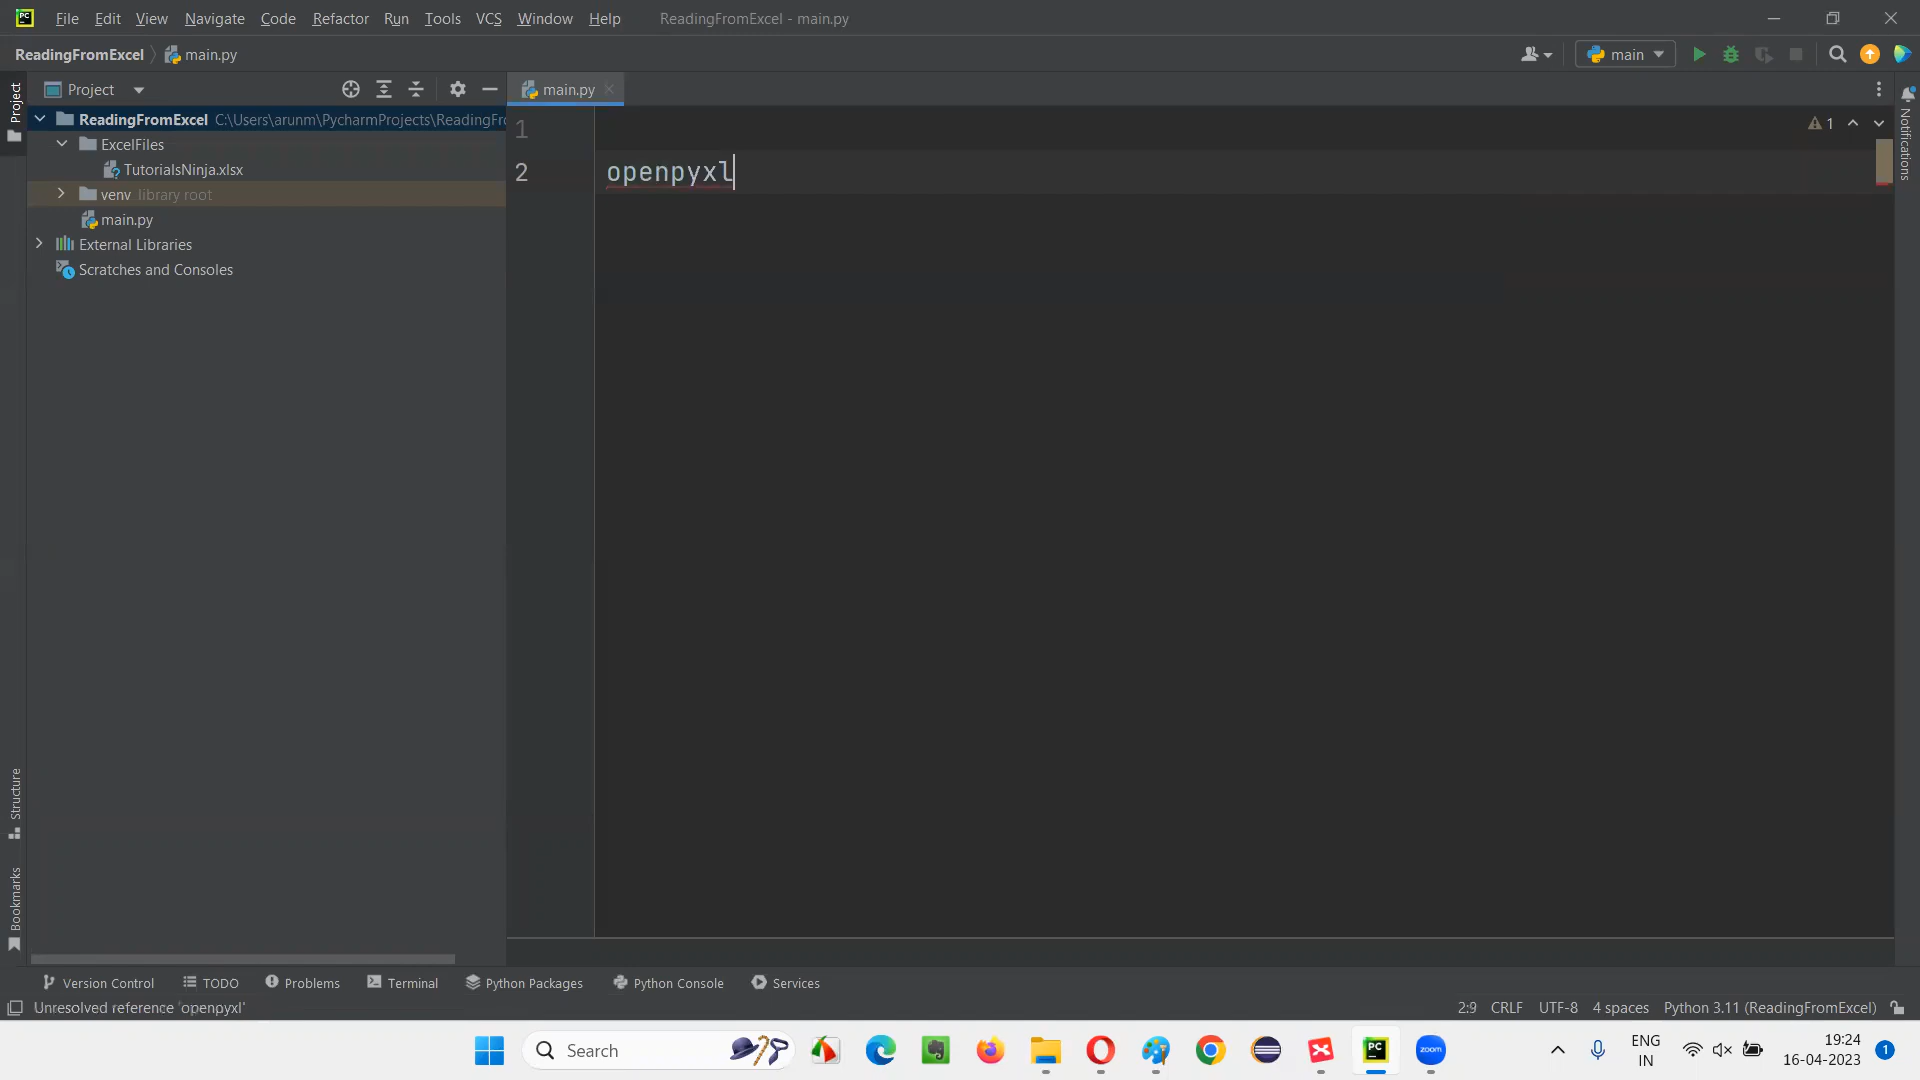 File Edit View Navigate Code Refactor Run Tools VCS Window Help ReadingFromExcel - main.py
ReadingFromExcel main.py main
Project main.py
Project
ReadingFromExcel C:\Users\arunm\PycharmProjects\ReadingFr
1
1
ExcelFiles
TutorialsNinja.xlsx
2 openpyxl
venv library root
main.py
External Libraries
Scratches and Consoles
Notifications
Structure
Bookmarks
Version Control TODO Problems Terminal Python Packages Python Console Services
Unresolved reference 'openpyxl' 2:9 CRLF UTF-8 4 spaces Python 3.11 (ReadingFromExcel)
Search
PC
zoom
ENG
IN
19:24
16-04-2023
1